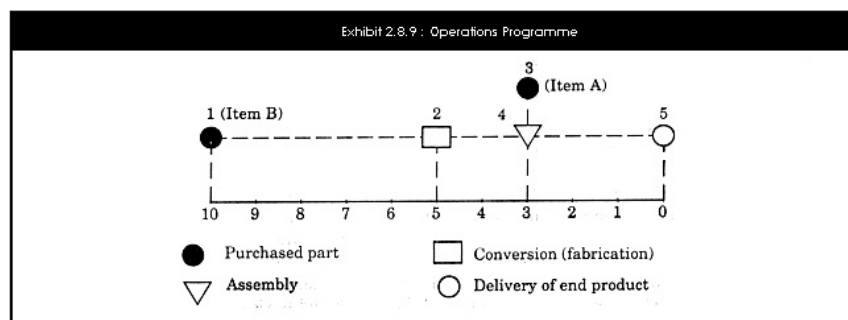 Exhibit 2.8.9 : Operations Programme
3
1 (Item B) 2 4 (Item A) 5
10 9 8 7 6 5 4 3 2 1 0
Purchased part Conversion (fabrication)
Assembly Delivery of end product